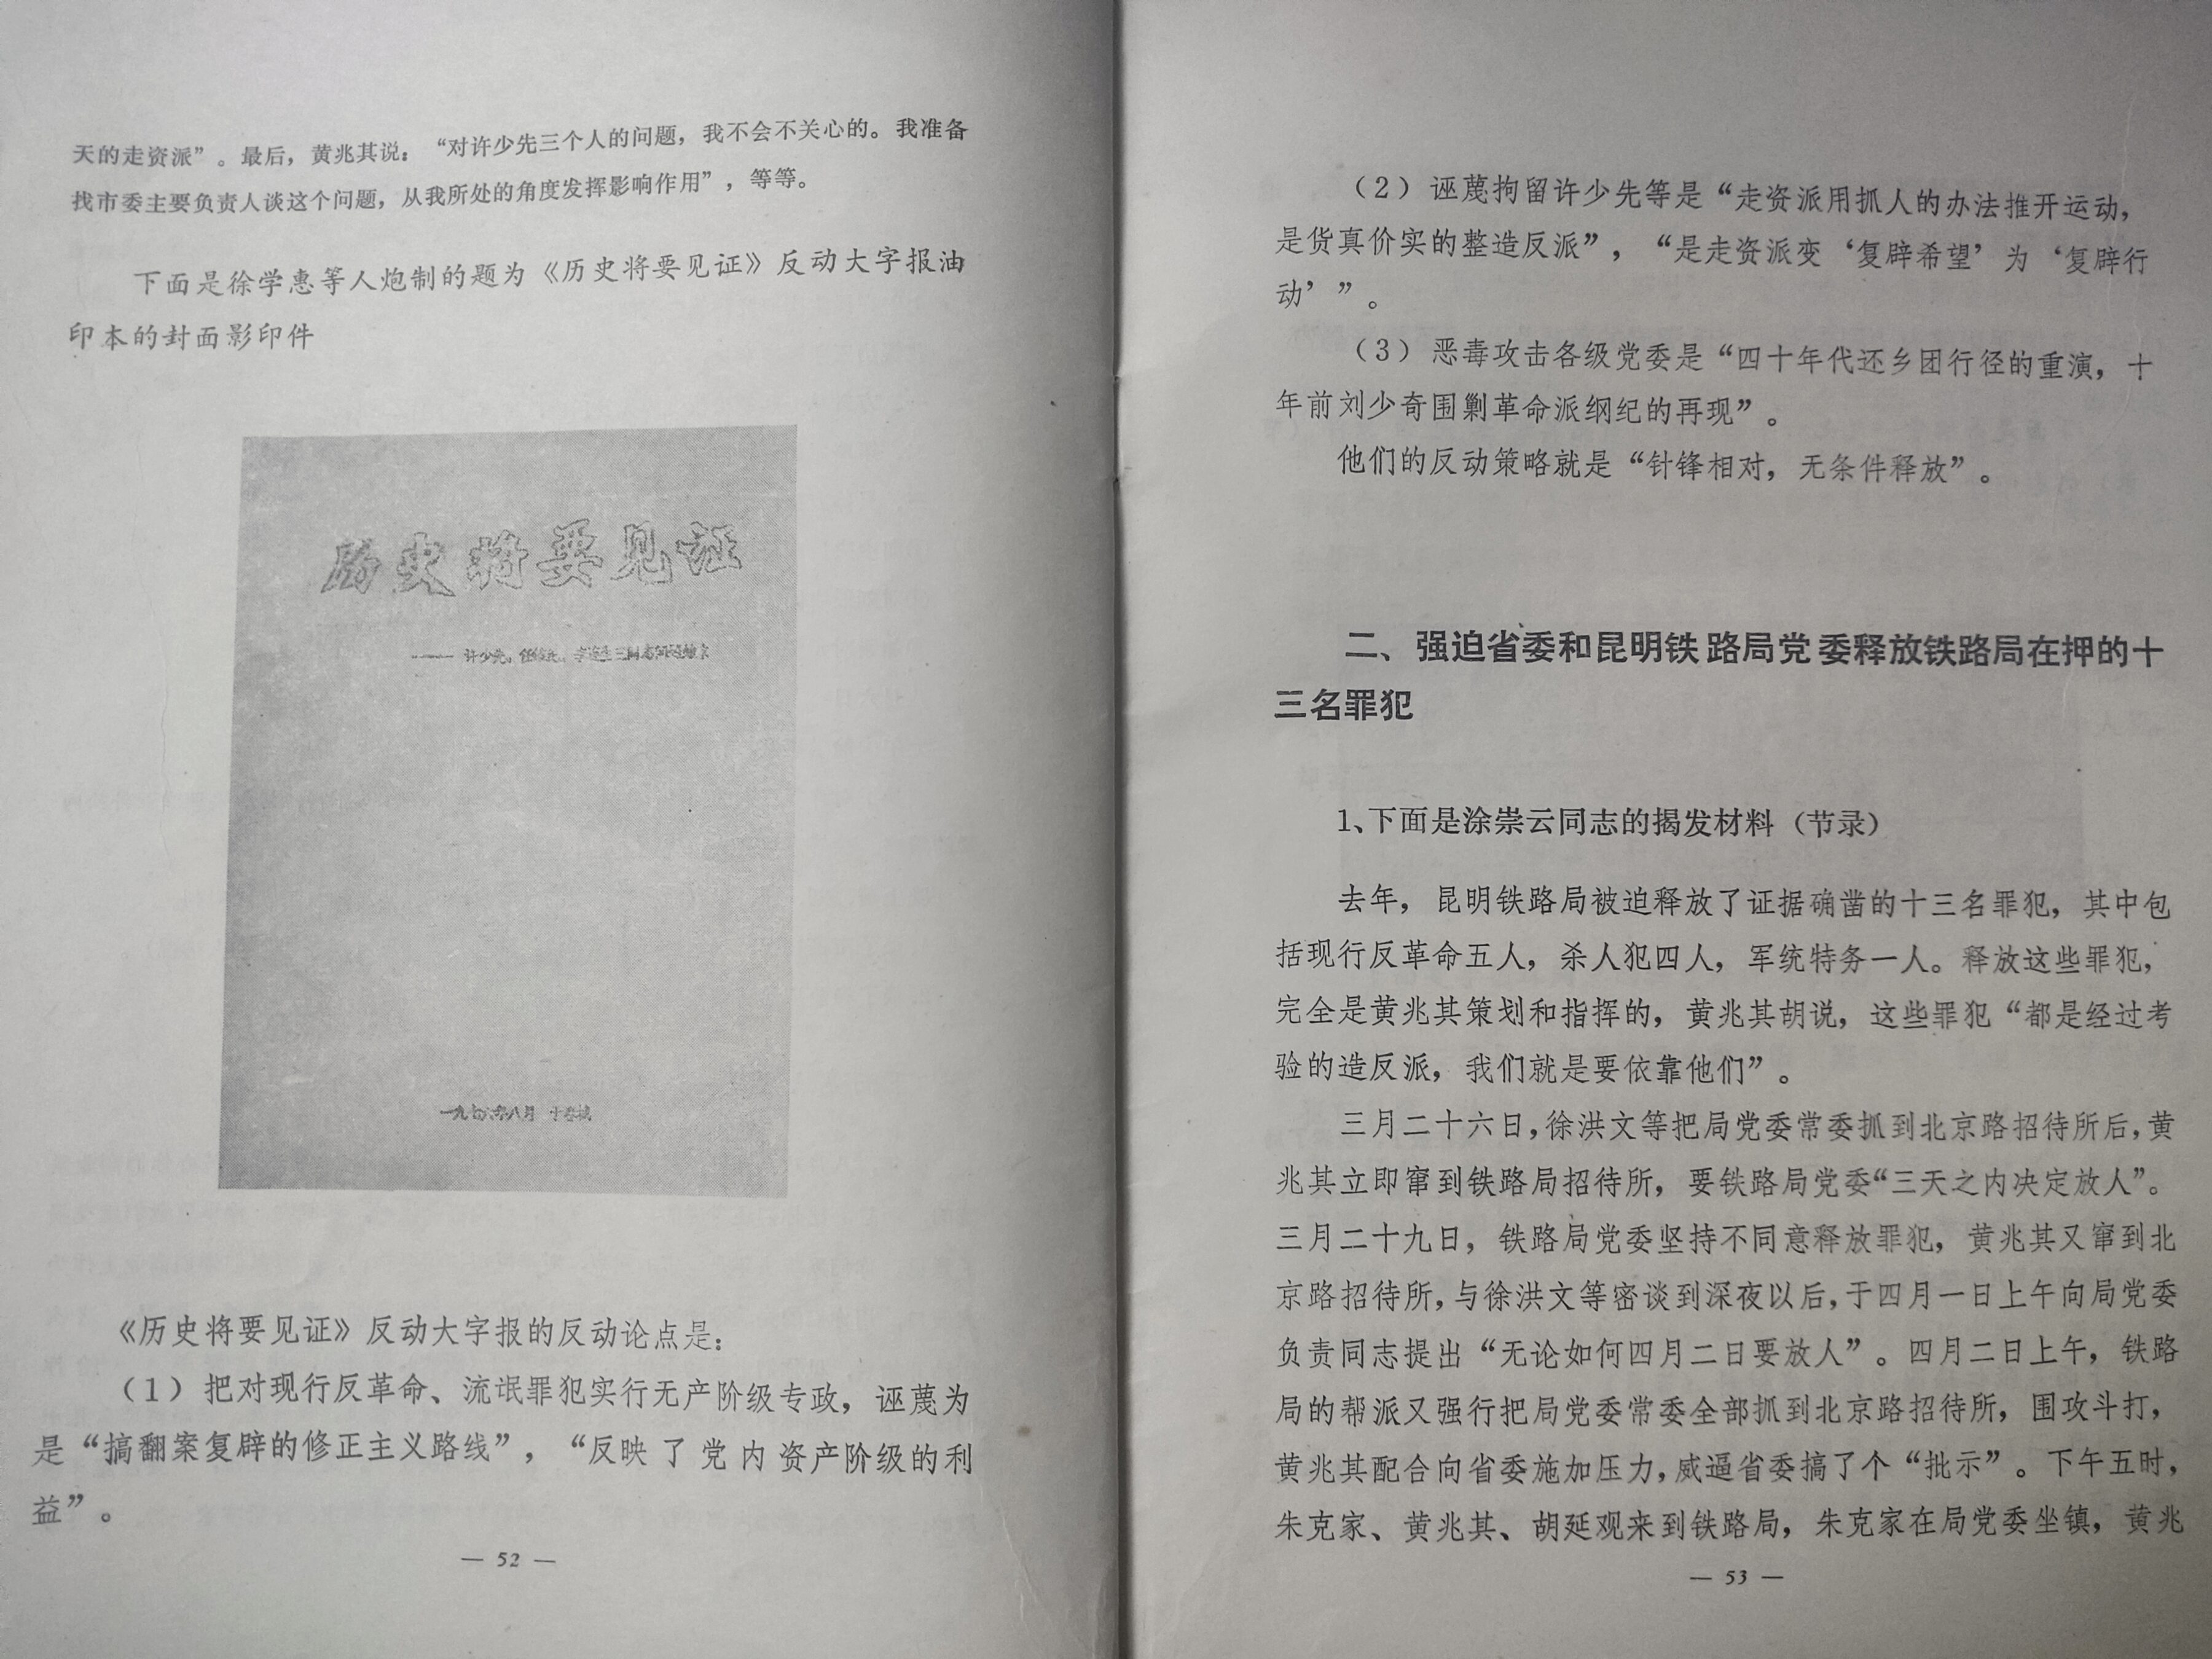 天的走资派”。最后，黄兆其说：“对许少先三个人的问题，我不会不关心的。我准备
找市委主要负责人谈这个问题，从我所处的角度发挥影响作用”，等等。
下面是徐学惠等人炮制的题为《历史将要见证》反动大字报油
印本的封面影印件
历史将要见证
一九七六年八月
《历史将要见证》反动大字报的反动论点是：
（1）把对现行反革命、流氓罪犯实行无产阶级专政，诬蔑为
是“搞翻案复辟的修正主义路线”，“反映了党内资产阶级的利
益”。
— 52 —
（2）诬蔑拘留许少先等是“走资派用抓人的办法推开运动，
是货真价实的整造反派”，“是走资派变‘复辟希望’为‘复辟行
动’”。
（3）恶毒攻击各级党委是“四十年代还乡团行径的重演，十
年前刘少奇围剿革命派纲纪的再现”。
他们的反动策略就是“针锋相对，无条件释放”。
二、强迫省委和昆明铁路局党委释放铁路局在押的十
三名罪犯
1、下面是涂崇云同志的揭发材料（节录）
去年，昆明铁路局被迫释放了证据确凿的十三名罪犯，其中包
括现行反革命五人，杀人犯四人，军统特务一人。释放这些罪犯，
完全是黄兆其策划和指挥的，黄兆其胡说，这些罪犯“都是经过考
验的造反派，我们就是要依靠他们”。
三月二十六日，徐洪文等把局党委常委抓到北京路招待所后，黄
兆其立即窜到铁路局招待所，要铁路局党委“三天之内决定放人”。
三月二十九日，铁路局党委坚持不同意释放罪犯，黄兆其又窜到北
京路招待所，与徐洪文等密谈到深夜以后，于四月一日上午向局党委
负责同志提出“无论如何四月二日要放人”。四月二日上午，铁路
局的帮派又强行把局党委常委全部抓到北京路招待所，围攻斗打，
黄兆其配合向省委施加压力，威逼省委搞了个“批示”。下午五时，
朱克家、黄兆其、胡延观来到铁路局，朱克家在局党委坐镇，黄兆
— 53 —